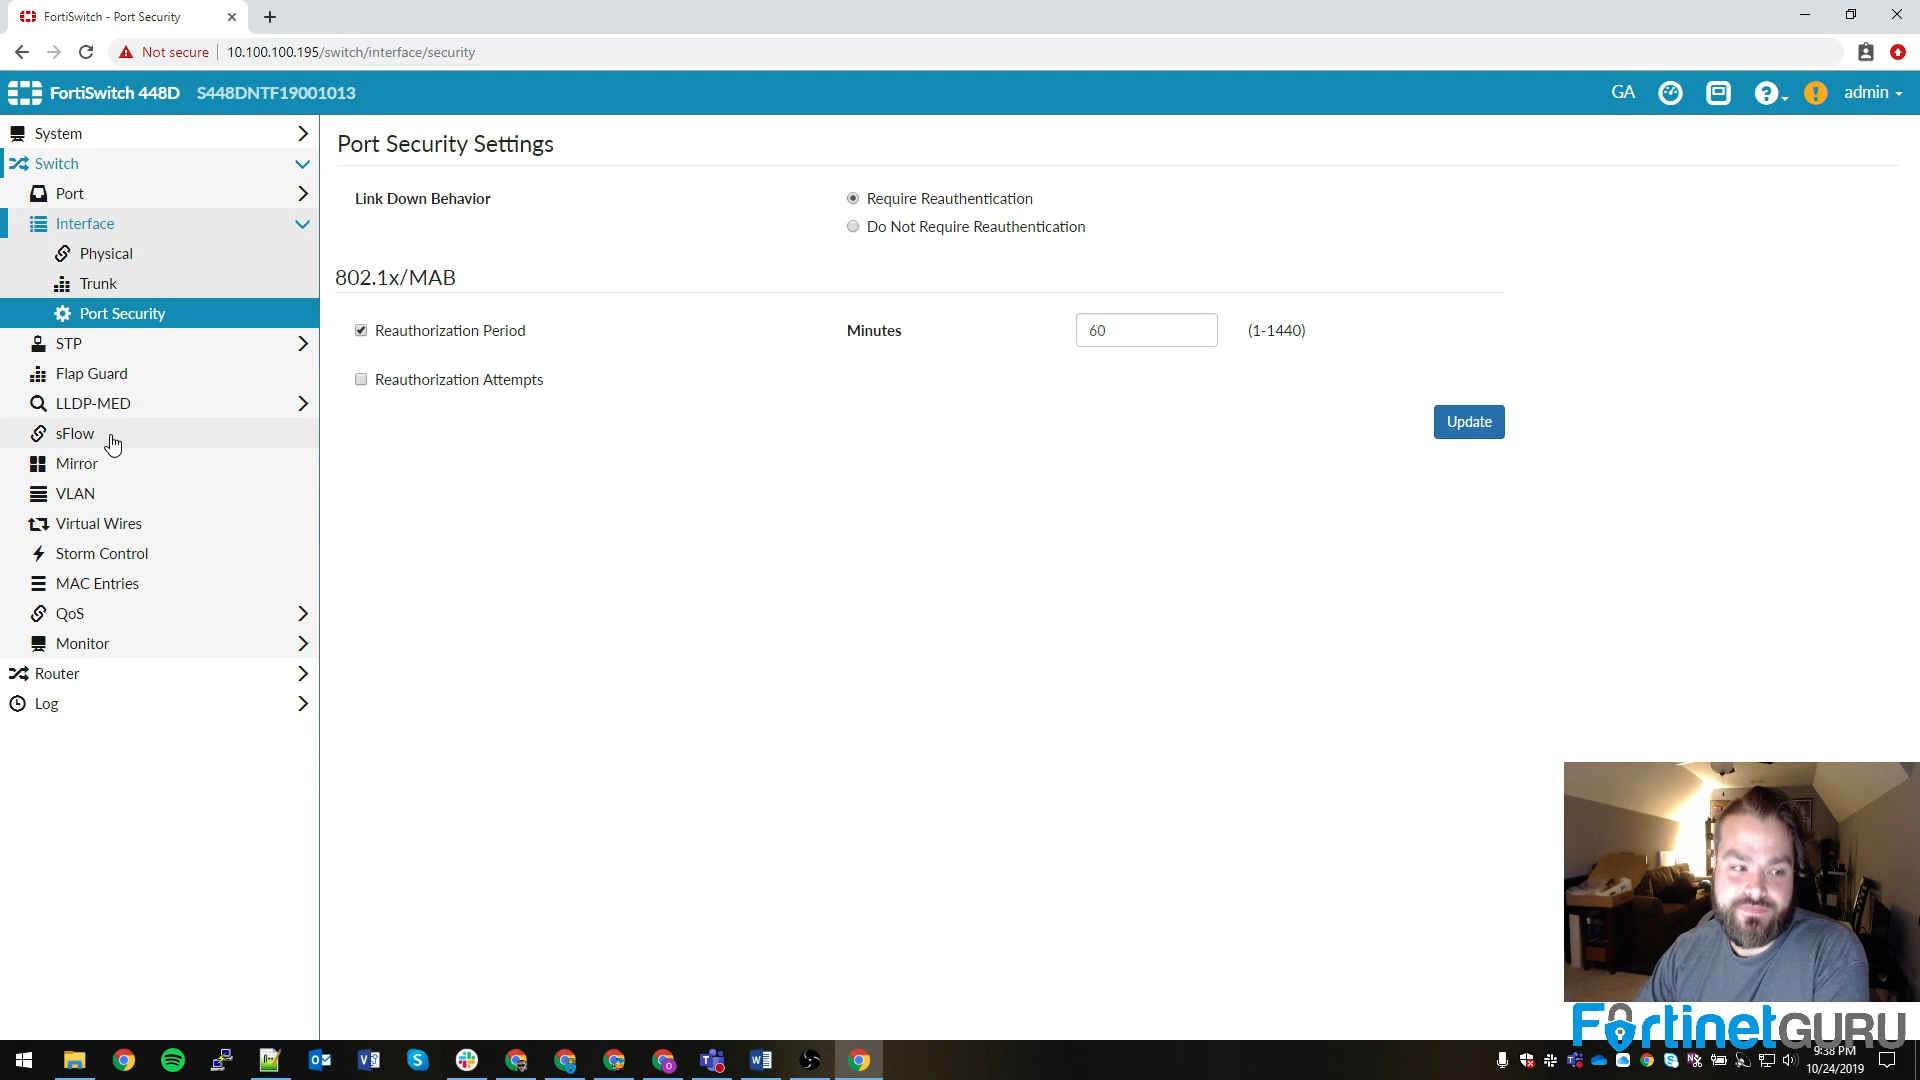 FortiSwitch - Port Security
Not secure
10.100.100.195/switch/interface/security
FortiSwitch 448D S448DNTF19001013
GA
admin
System
Switch
Port
Interface
Physical
Trunk
Port Security
STP
Flap Guard
LLDP-MED
sFlow
Mirror
VLAN
Virtual Wires
Storm Control
MAC Entries
QoS
Monitor
Router
Log
Port Security Settings
Link Down Behavior
Require Reauthentication
Do Not Require Reauthentication
802.1x/MAB
Reauthorization Period
Minutes
60
(1-1440)
Reauthorization Attempts
Update
FortinetGURU
9:38 PM
10/24/2019